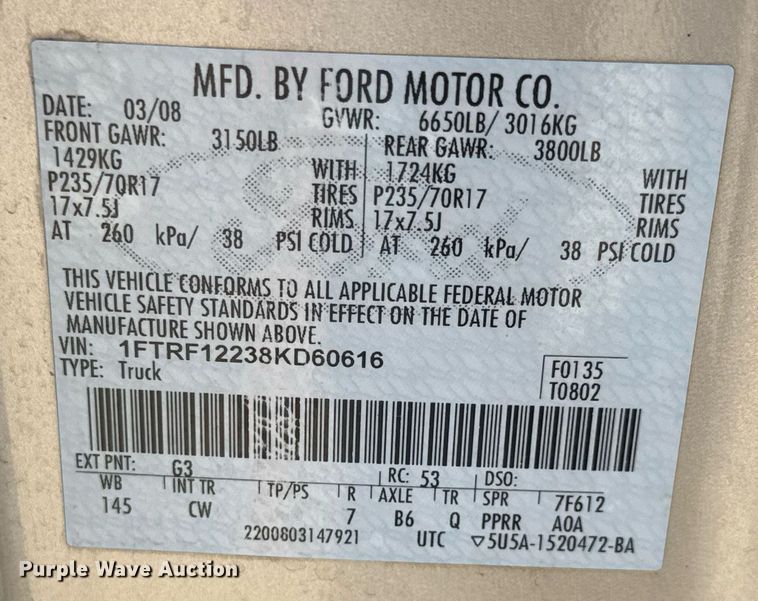 MFD. BY FORD MOTOR CO.
DATE: 03/08 GVWR: 6650LB/ 3016KG
FRONT GAWR: 3150LB REAR GAWR: 3800LB
1429KG WITH 1724KG WITH
P235/70R17 TIRES P235/70R17 TIRES
17x7.5J RIMS 17x7.5J RIMS
AT 260 kPa/ 38 PSI COLD AT 260 kPa/ 38 PSI COLD
THIS VEHICLE CONFORMS TO ALL APPLICABLE FEDERAL MOTOR
VEHICLE SAFETY STANDARDS IN EFFECT ON THE DATE OF
MANUFACTURE SHOWN ABOVE.
VIN: 1FTRF12238KD60616
TYPE: Truck
F0135
T0802
EXT PNT: G3 RC: 53 DSO:
WB INT TR TP/PS R AXLE TR SPR 7F612
145 CW 7 B6 Q PPRR AOA
2200803147921 UTC ▽5U5A-1520472-BA
Purple Wave Auction